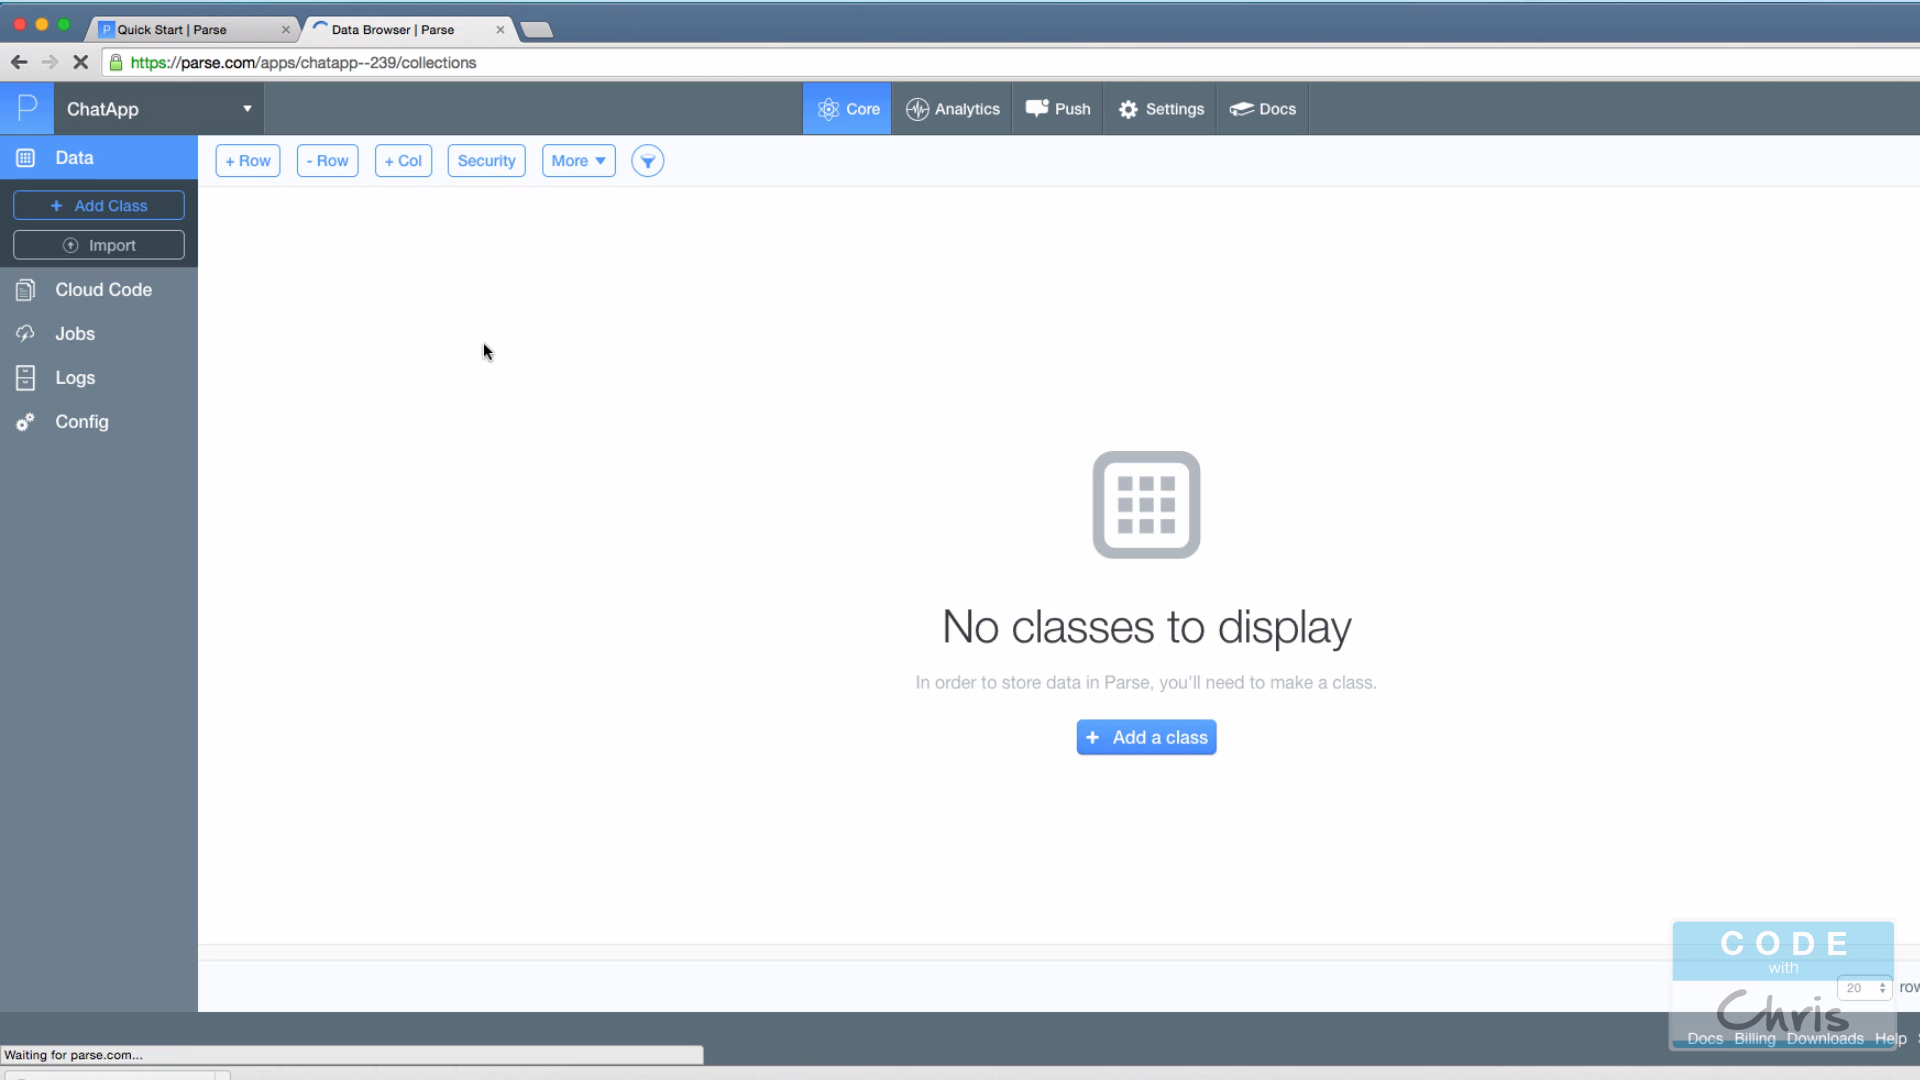 Quick Start | Parse
Data Browser | Parse
https://parse.com/apps/chatapp--239/collections
P
ChatApp
Core
Analytics
Push
Settings
Docs
Data
+ Row
- Row
+ Col
Security
More
+ Add Class
Import
Cloud Code
Jobs
Logs
Config
No classes to display
In order to store data in Parse, you'll need to make a class.
+ Add a class
CODE
with
Chris
20
row
Docs Billing Downloads Help
Waiting for parse.com...